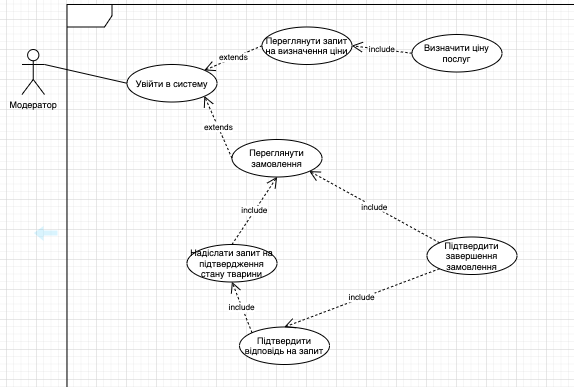 Переглянути запит
на визначення ціни
Визначити ціну
послуг
include
extends
Увійти в систему
Модератор
extends
Переглянути
замовлення
include
include
Надіслати запит на
підтвердження
стану тварини
Підтвердити
завершення
замовлення
include
include
Підтвердити
відповідь на запит